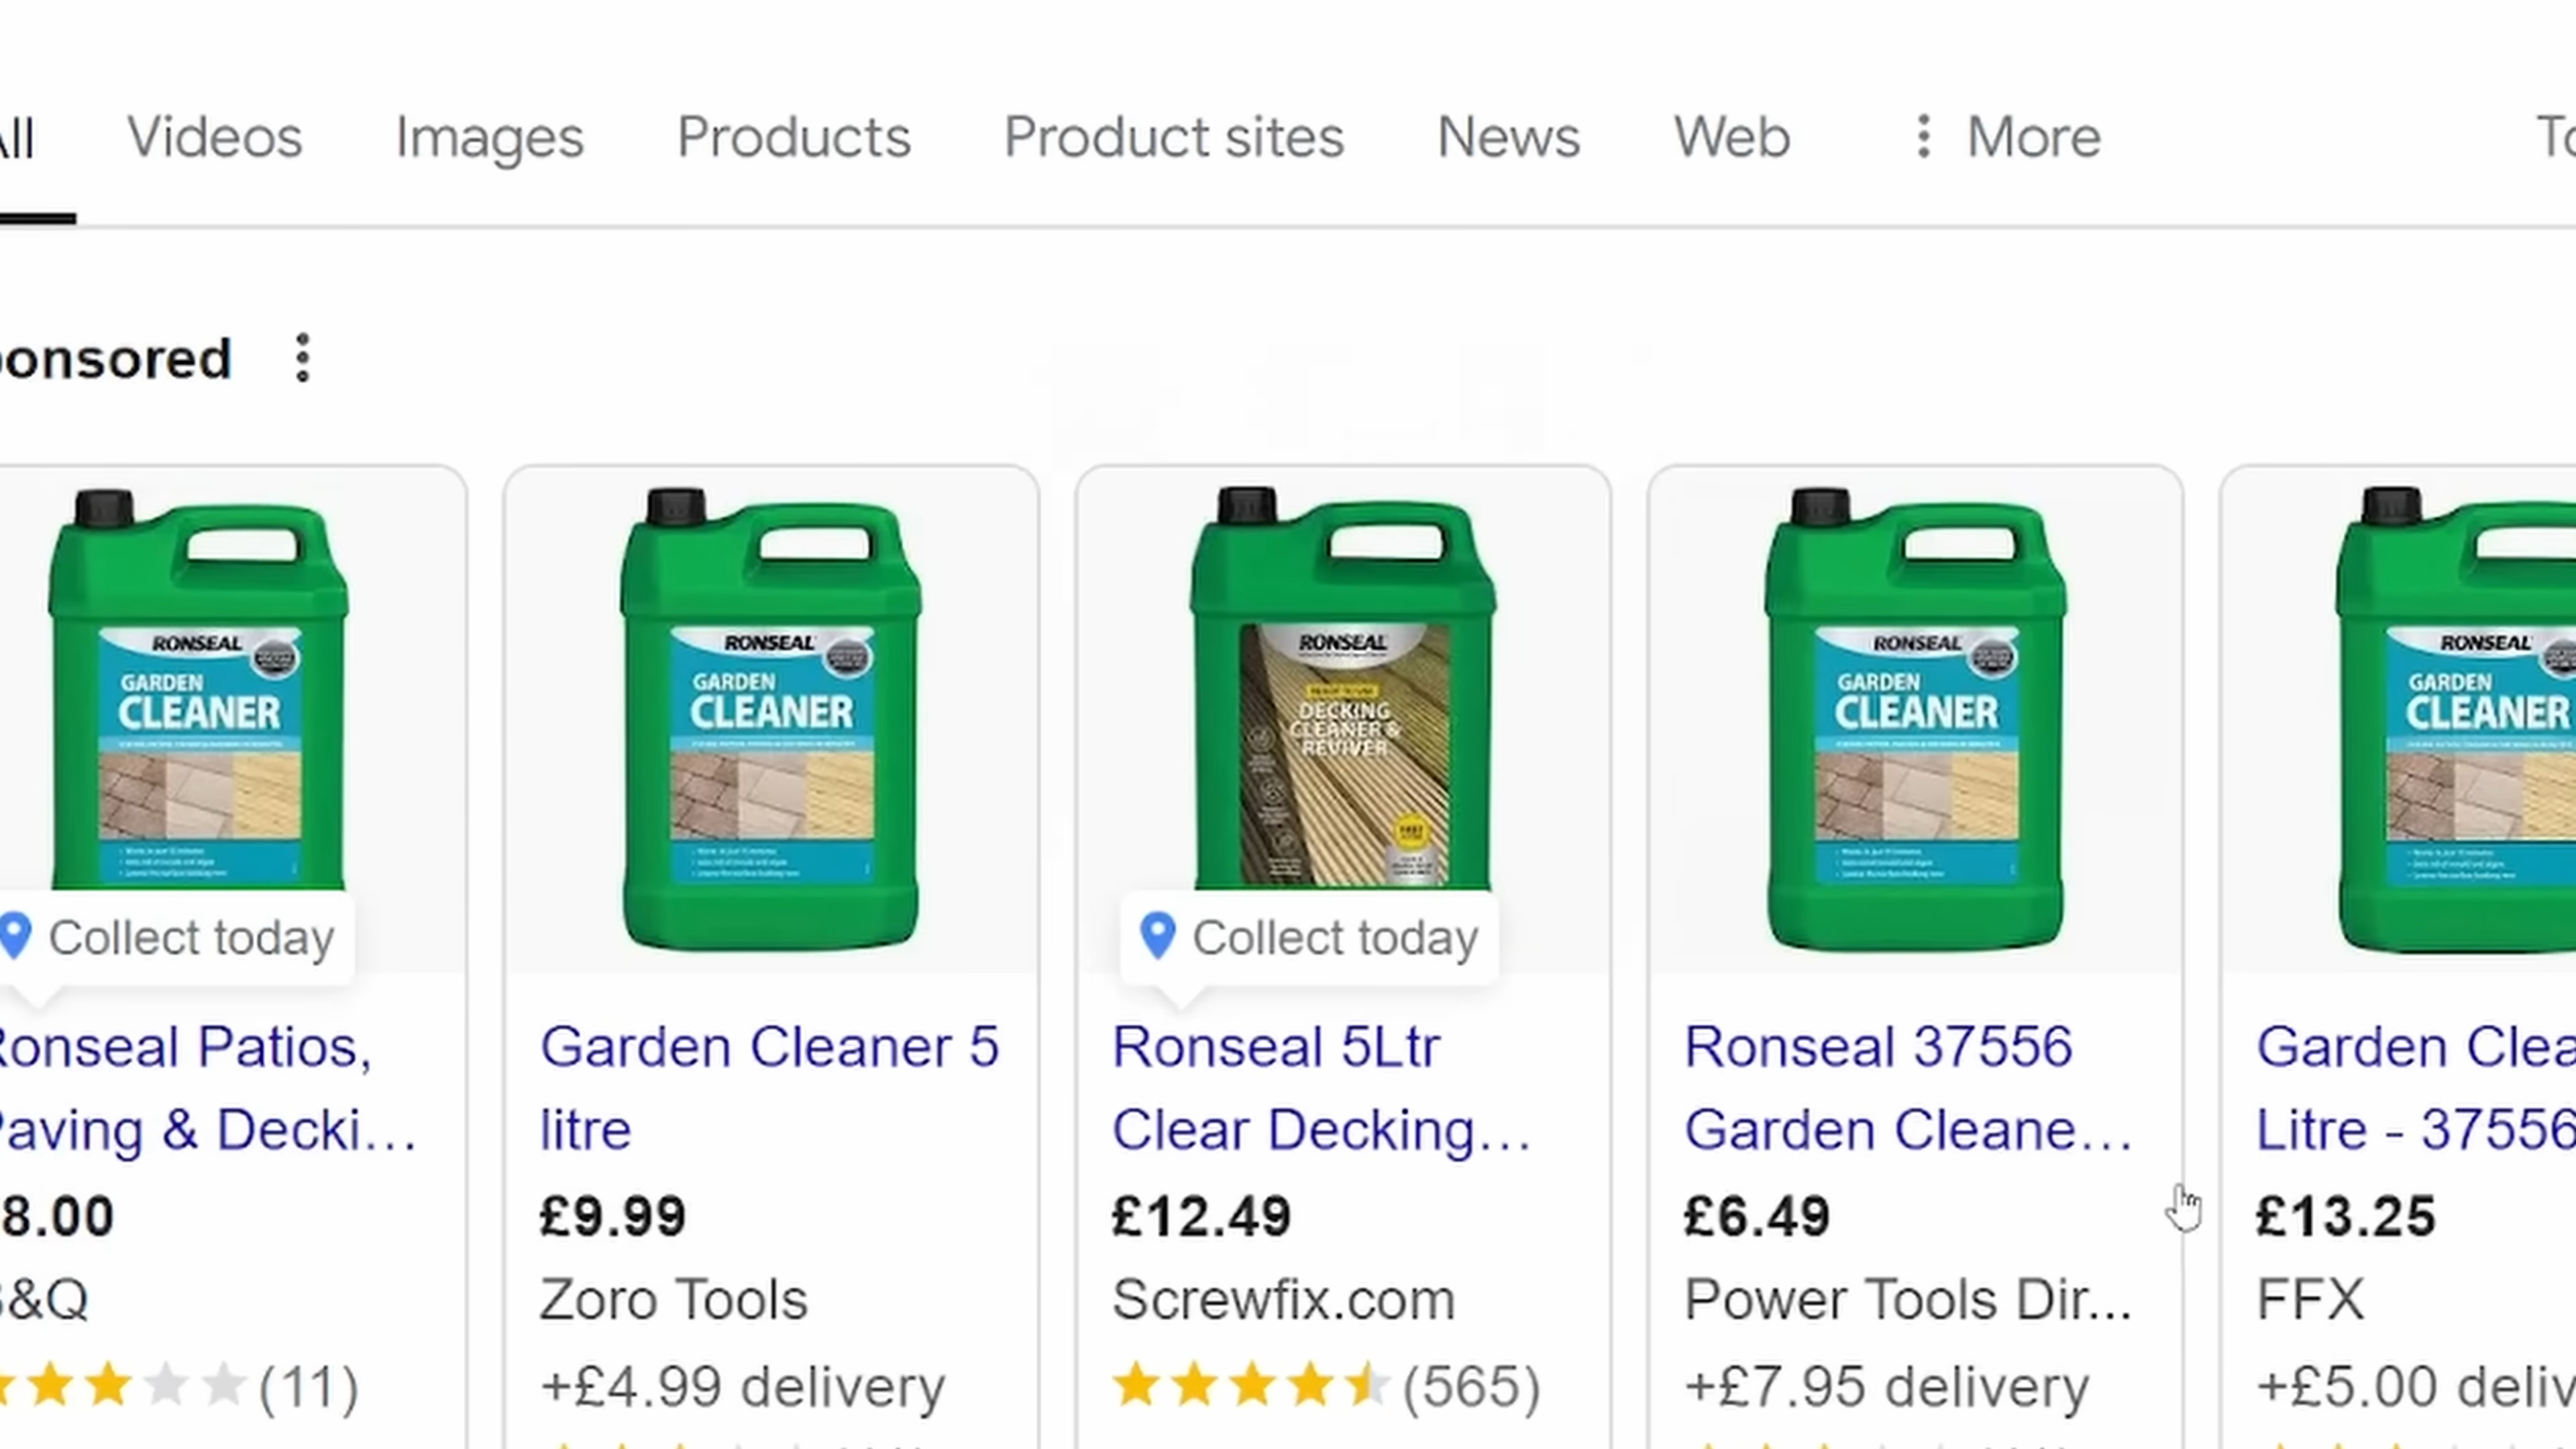 All Videos Images Products Product sites News Web More
ponsored
RONSEAL
GARDEN
CLEANER
Collect today
Ronseal Patios,
Paving & Decki...
8.00
B&Q
(11)
RONSEAL
GARDEN
CLEANER
Garden Cleaner 5
litre
£9.99
Zoro Tools
+£4.99 delivery
RONSEAL
READY TO USE
DECKING
CLEANER &
REVIVER
Collect today
Ronseal 5Ltr
Clear Decking...
£12.49
Screwfix.com
(565)
RONSEAL
GARDEN
CLEANER
Ronseal 37556
Garden Cleane...
£6.49
Power Tools Dir...
+£7.95 delivery
RONSEAL
GARDEN
CLEANER
Garden Clea
Litre - 37556
£13.25
FFX
+£5.00 deliv